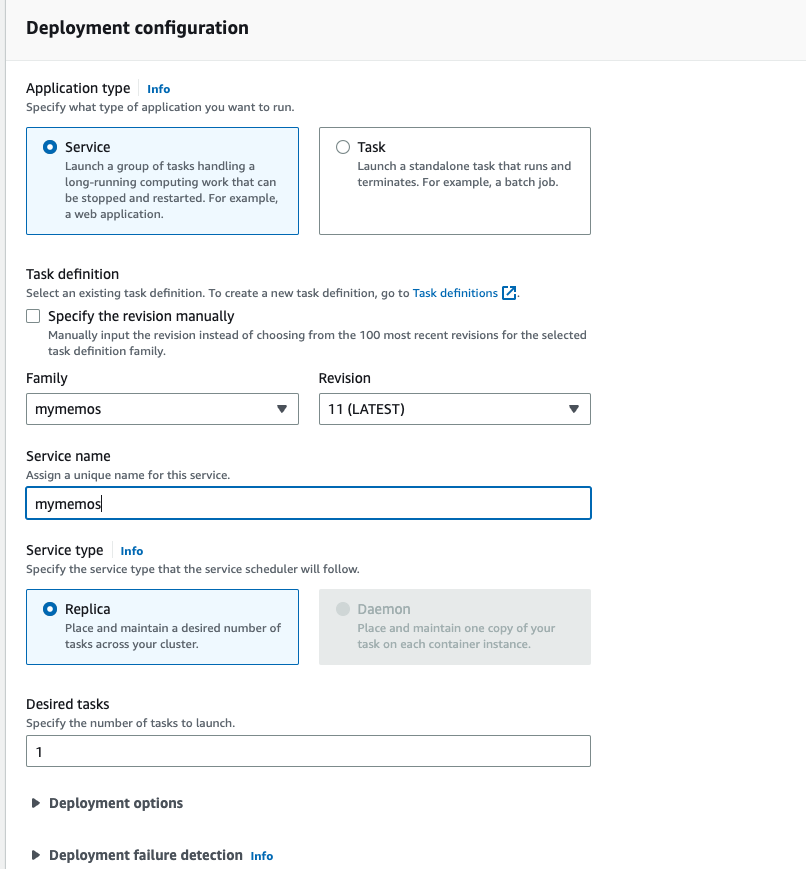 Deployment configuration
Application type Info
Specify what type of application you want to run.
Service
Launch a group of tasks handling a
long-running computing work that can
be stopped and restarted. For example,
a web application.
Task
Launch a standalone task that runs and
terminates. For example, a batch job.
Task definition
Select an existing task definition. To create a new task definition, go to Task definitions.
Specify the revision manually
Manually input the revision instead of choosing from the 100 most recent revisions for the selected
task definition family.
Family
mymemos
Revision
11 (LATEST)
Service name
Assign a unique name for this service.
mymemos
Service type Info
Specify the service type that the service scheduler will follow.
Replica
Place and maintain a desired number of
tasks across your cluster.
Daemon
Place and maintain one copy of your
task on each container instance.
Desired tasks
Specify the number of tasks to launch.
1
Deployment options
Deployment failure detection Info